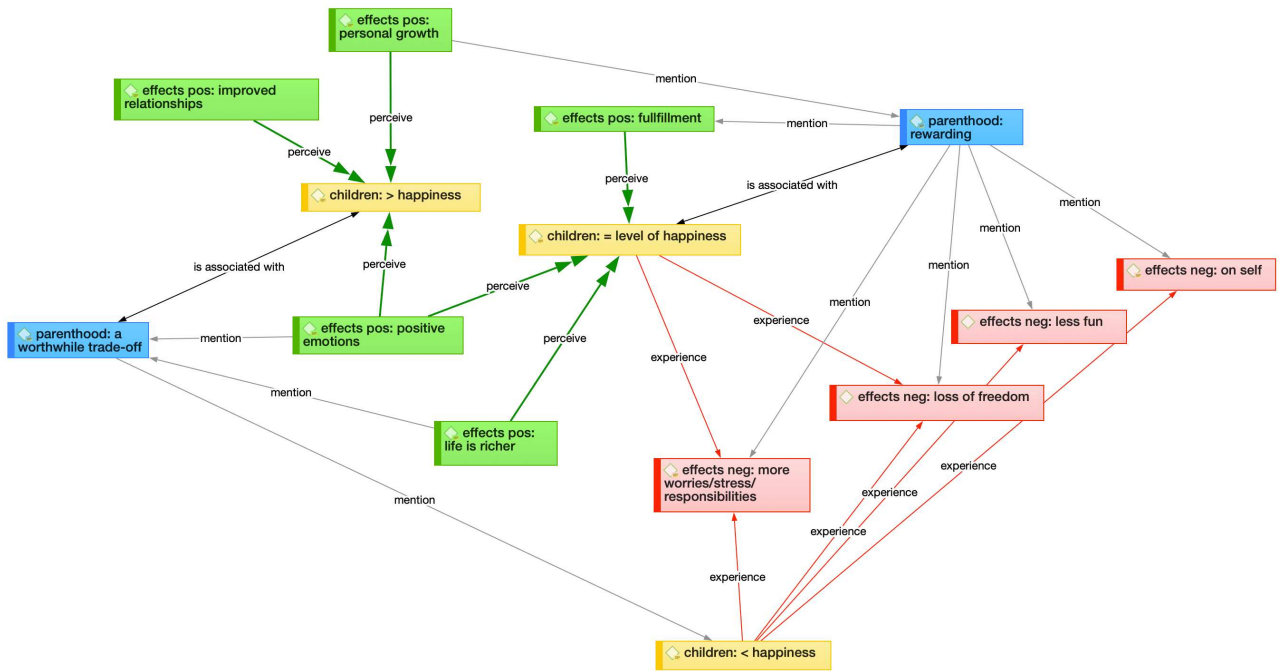 effects pos:
personal growth
mention
effects pos: improved
relationships
perceive
effects pos: fullfillment
mention
parenthood:
rewarding
perceive
perceive
is associated with
mention
children: > happiness
mention
children: = level of happiness
is associated with
perceive
mention
effects neg: on self
perceive
mention
experience
effects neg: less fun
parenthood: a
worthwhile trade-off
mention
effects pos: positive
emotions
perceive
experience
mention
effects neg: loss of freedom
effects pos:
life is richer
effects neg: more
worries/stress/
responsibilities
experience
mention
experience
experience
experience
children: < happiness